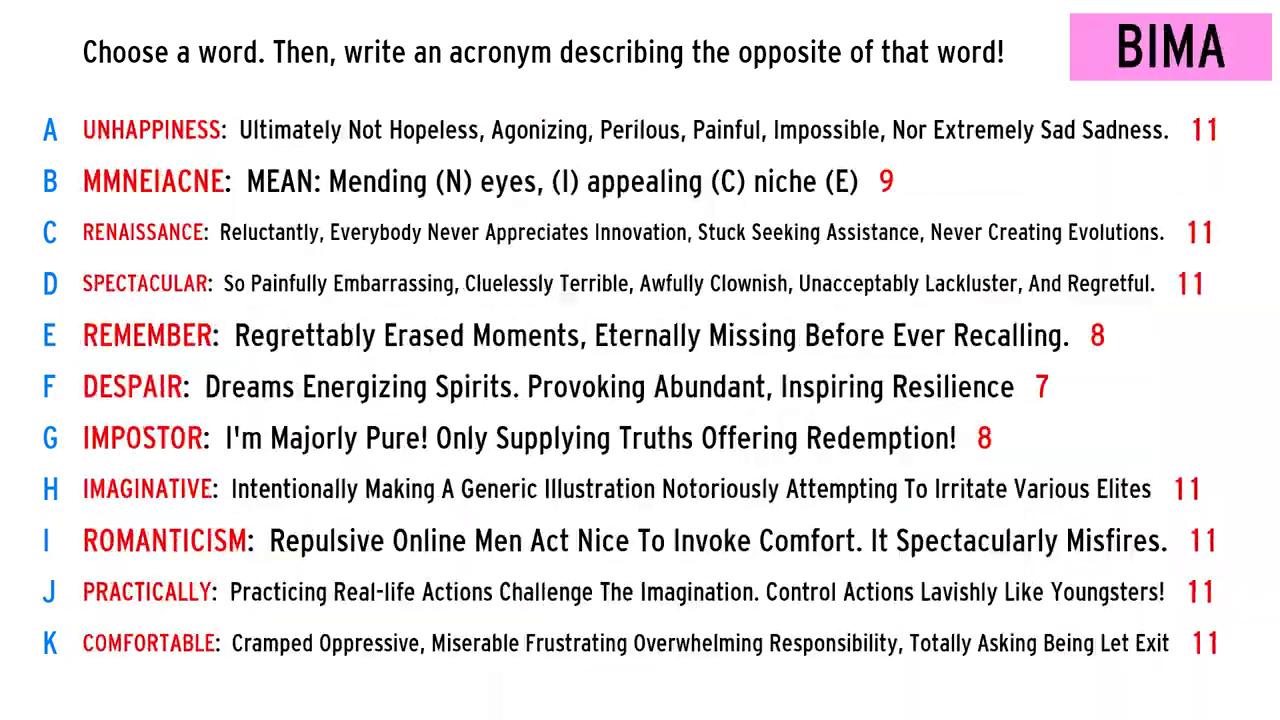 Choose a word. Then, write an acronym describing the opposite of that word!
BIMA
A UNHAPPINESS: Ultimately Not Hopeless, Agonizing, Perilous, Painful, Impossible, Nor Extremely Sad Sadness. 11
B MMNEIACNE: MEAN: Mending (N) eyes, (I) appealing (C) niche (E) 9
C RENAISSANCE: Reluctantly, Everybody Never Appreciates Innovation, Stuck Seeking Assistance, Never Creating Evolutions. 11
D SPECTACULAR: So Painfully Embarrassing, Cluelessly Terrible, Awfully Clownish, Unacceptably Lackluster, And Regretful. 11
E REMEMBER: Regrettably Erased Moments, Eternally Missing Before Ever Recalling. 8
F DESPAIR: Dreams Energizing Spirits. Provoking Abundant, Inspiring Resilience 7
G IMPOSTOR: I'm Majorly Pure! Only Supplying Truths Offering Redemption! 8
H IMAGINATIVE: Intentionally Making A Generic Illustration Notoriously Attempting To Irritate Various Elites 11
I ROMANTICISM: Repulsive Online Men Act Nice To Invoke Comfort. It Spectacularly Misfires. 11
J PRACTICALLY: Practicing Real-life Actions Challenge The Imagination. Control Actions Lavishly Like Youngsters! 11
K COMFORTABLE: Cramped Oppressive, Miserable Frustrating Overwhelming Responsibility, Totally Asking Being Let Exit 11